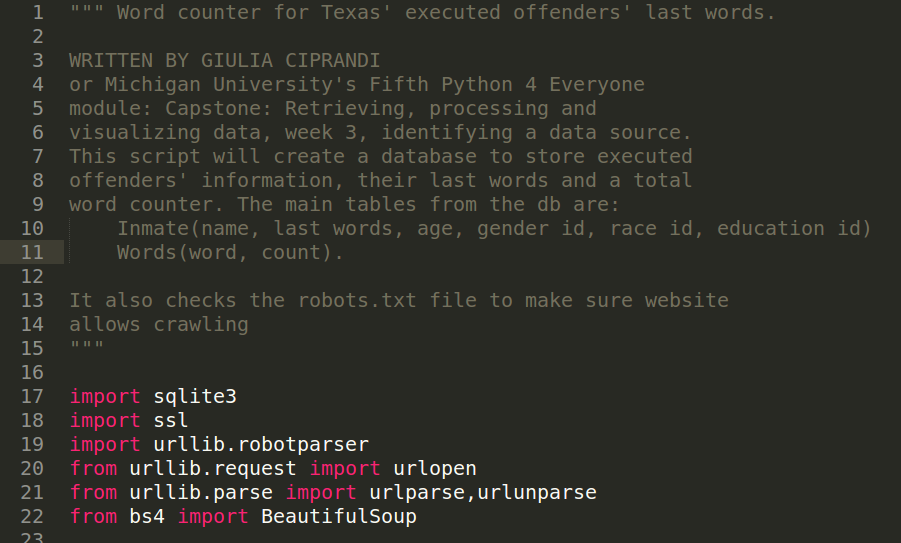 1 """ Word counter for Texas' executed offenders' last words.
2
3 WRITTEN BY GIULIA CIPRANDI
4 or Michigan University's Fifth Python 4 Everyone
5 module: Capstone: Retrieving, processing and
6 visualizing data, week 3, identifying a data source.
7 This script will create a database to store executed
8 offenders' information, their last words and a total
9 word counter. The main tables from the db are:
10     Inmate(name, last words, age, gender id, race id, education id)
11     Words(word, count).
12
13 It also checks the robots.txt file to make sure website
14 allows crawling
15 """
16
17 import sqlite3
18 import ssl
19 import urllib.robotparser
20 from urllib.request import urlopen
21 from urllib.parse import urlparse,urlunparse
22 from bs4 import BeautifulSoup
23